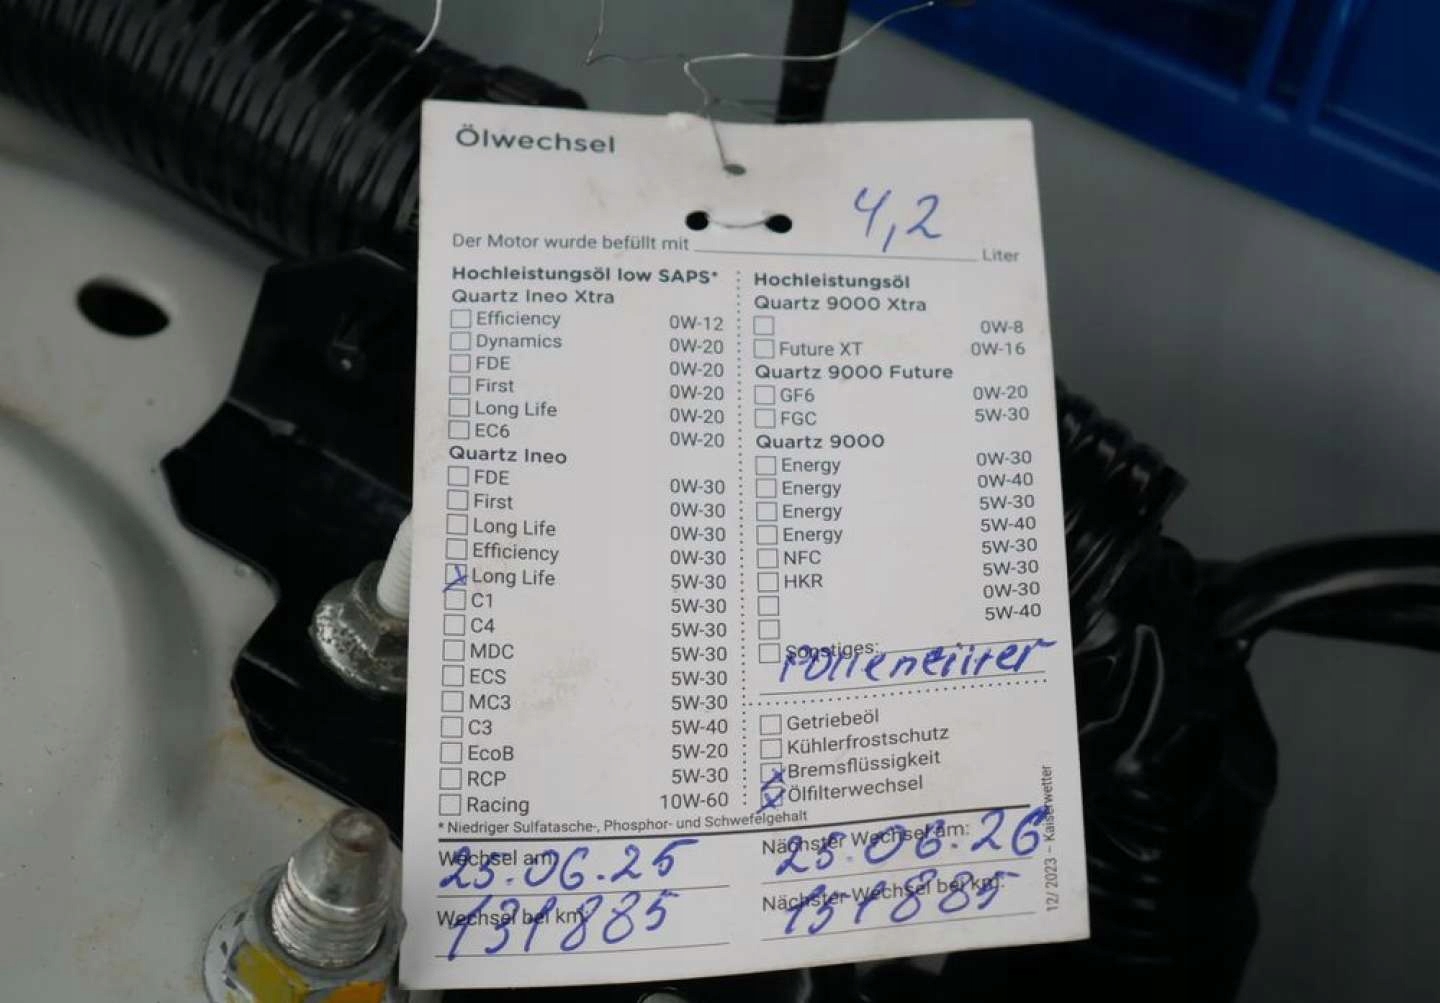 Ölwechsel
4,2
Der Motor wurde befüllt mit Liter
Hochleistungsöl low SAPS*
Quartz Ineo Xtra
Efficiency 0W-12
Dynamics 0W-20
FDE 0W-20
First 0W-20
Long Life 0W-20
EC6 0W-20
Quartz Ineo
FDE 0W-30
First 0W-30
Long Life 0W-30
Efficiency 0W-30
x Long Life 5W-30
C1 5W-30
C4 5W-30
MDC 5W-30
ECS 5W-30
MC3 5W-30
C3 5W-40
EcoB 5W-20
RCP 5W-30
Racing 10W-60
*Niedriger Sulfatasche-, Phosphor- und Schwefelgehalt
Hochleistungsöl
Quartz 9000 Xtra
0W-8
Future XT 0W-16
Quartz 9000 Future
GF6 0W-20
FGC 5W-30
Quartz 9000
Energy 0W-30
Energy 0W-40
Energy 5W-30
Energy 5W-40
NFC 5W-30
HKR 5W-30
0W-30
5W-40
Sonstiges:
Pollenfilter
Getriebeöl
Kühlerfrostschutz
x Bremsflüssigkeit
x Ölfilterwechsel
Wechsel am:
25.06.25
Wechsel bei km:
131885
Nächster Wechsel am:
25.06.26
Nächster Wechsel bei km:
151885
12/2023 – Kaiserwetter